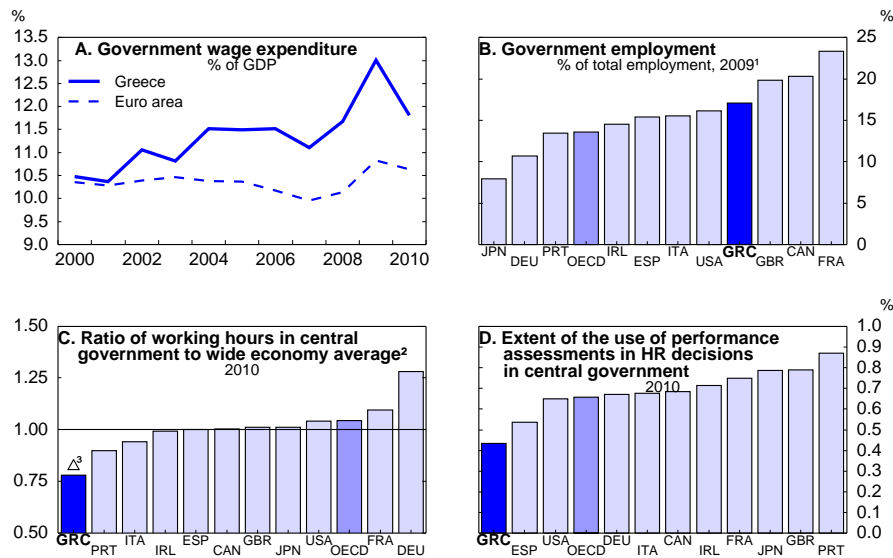 %
A. Government wage expenditure
% of GDP
Greece
Euro area
13.5
13.0
12.5
12.0
11.5
11.0
10.5
10.0
9.5
9.0
2000 2002 2004 2006 2008 2010
%
B. Government employment
% of total employment, 2009¹
25
20
15
10
5
0
JPN DEU PRT OECD IRL ESP ITA USA GRC GBR CAN FRA
C. Ratio of working hours in central
government to wide economy average²
2010
1.50
1.25
1.00
0.75
0.50
△³
GRC PRT ITA IRL ESP CAN GBR JPN USA OECD FRA DEU
%
D. Extent of the use of performance
assessments in HR decisions
in central government
2010
1.0
0.9
0.8
0.7
0.6
0.5
0.4
0.3
0.2
0.1
0.0
GRC ESP USA OECD DEU ITA CAN IRL FRA JPN GBR PRT